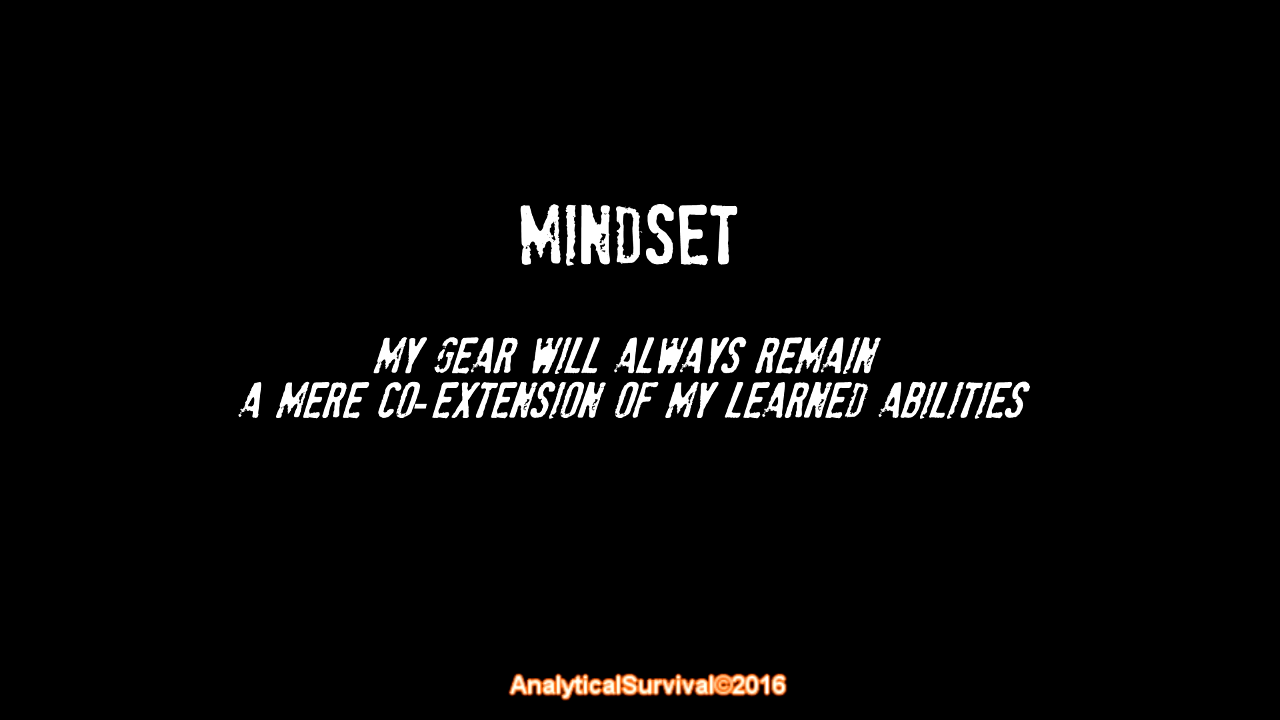 MINDSET
MY GEAR WILL ALWAYS REMAIN
A MERE CO-EXTENSION OF MY LEARNED ABILITIES
AnalyticalSurvival©2016